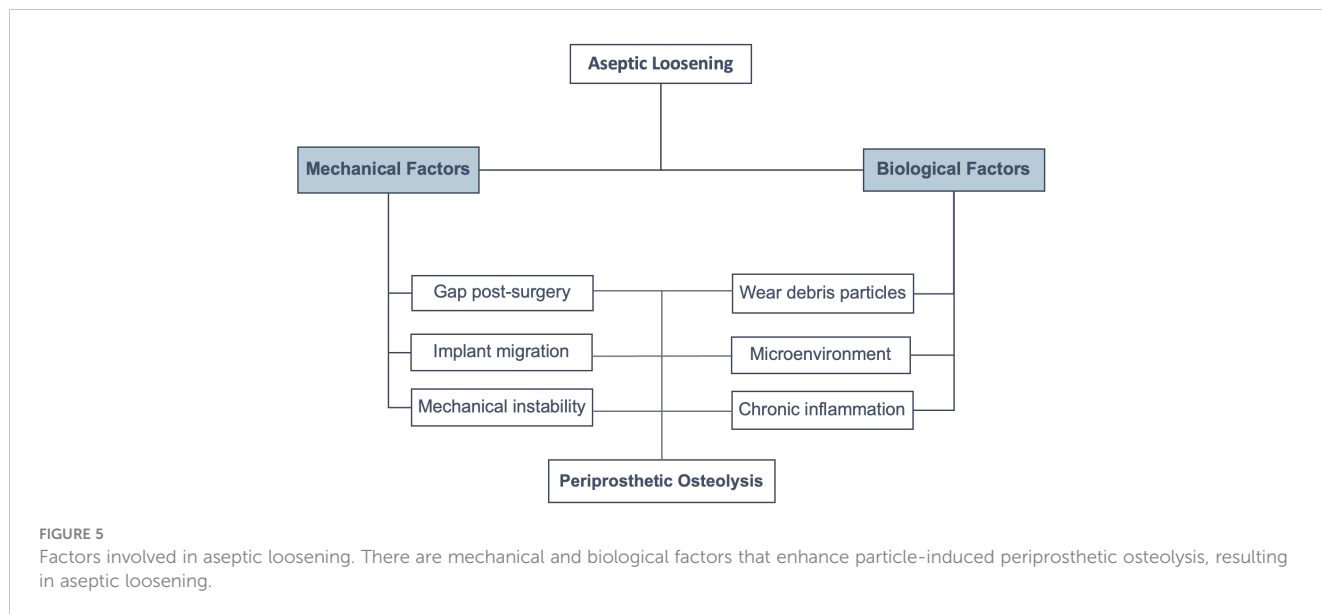 Aseptic Loosening
Mechanical Factors
Biological Factors
Gap post-surgery
Wear debris particles
Implant migration
Microenvironment
Mechanical instability
Chronic inflammation
Periprosthetic Osteolysis
FIGURE 5
Factors involved in aseptic loosening. There are mechanical and biological factors that enhance particle-induced periprosthetic osteolysis, resulting
in aseptic loosening.